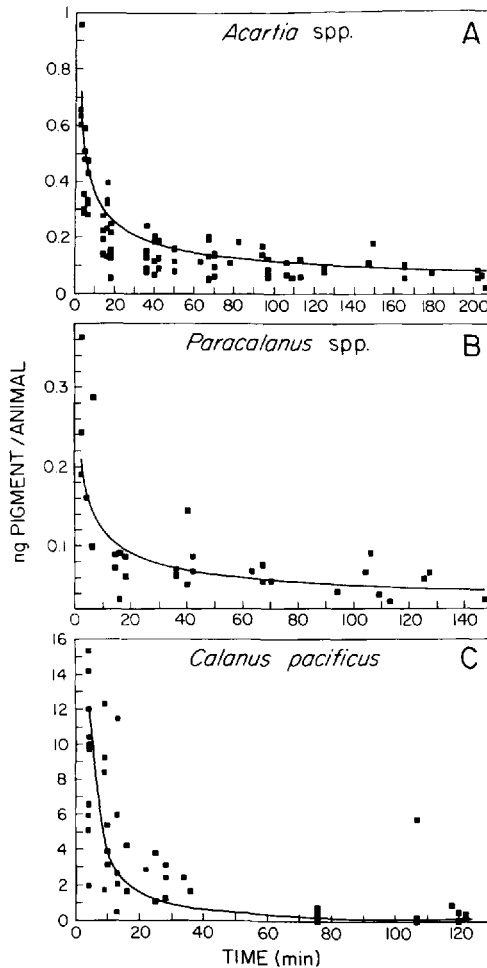 Acartia spp. A
1
0.8
0.6
0.4
0.2
0
0 20 40 60 80 100 120 140 160 180 200
Paracalanus spp. B
0.3
0.2
0.1
0
0 20 40 60 80 100 120 140
ng PIGMENT/ANIMAL
Calanus pacificus C
16
14
12
10
8
6
4
2
0
0 20 40 60 80 100 120
TIME (min)